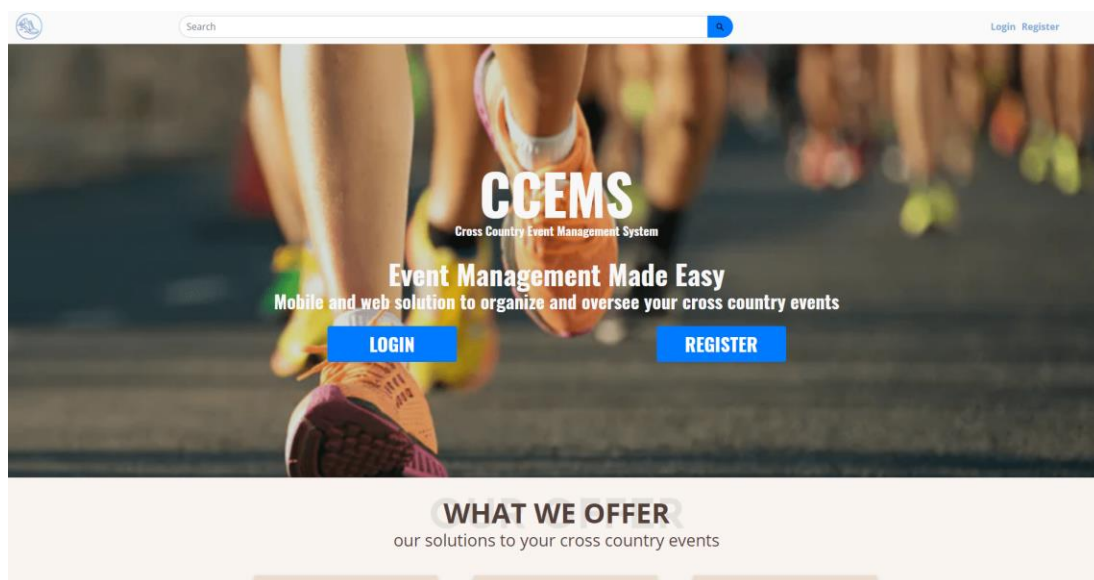 Search
Login Register
CCEMS
Cross Country Event Management System
Event Management Made Easy
Mobile and web solution to organize and oversee your cross country events
LOGIN
REGISTER
OUR OFFER
WHAT WE OFFER
our solutions to your cross country events